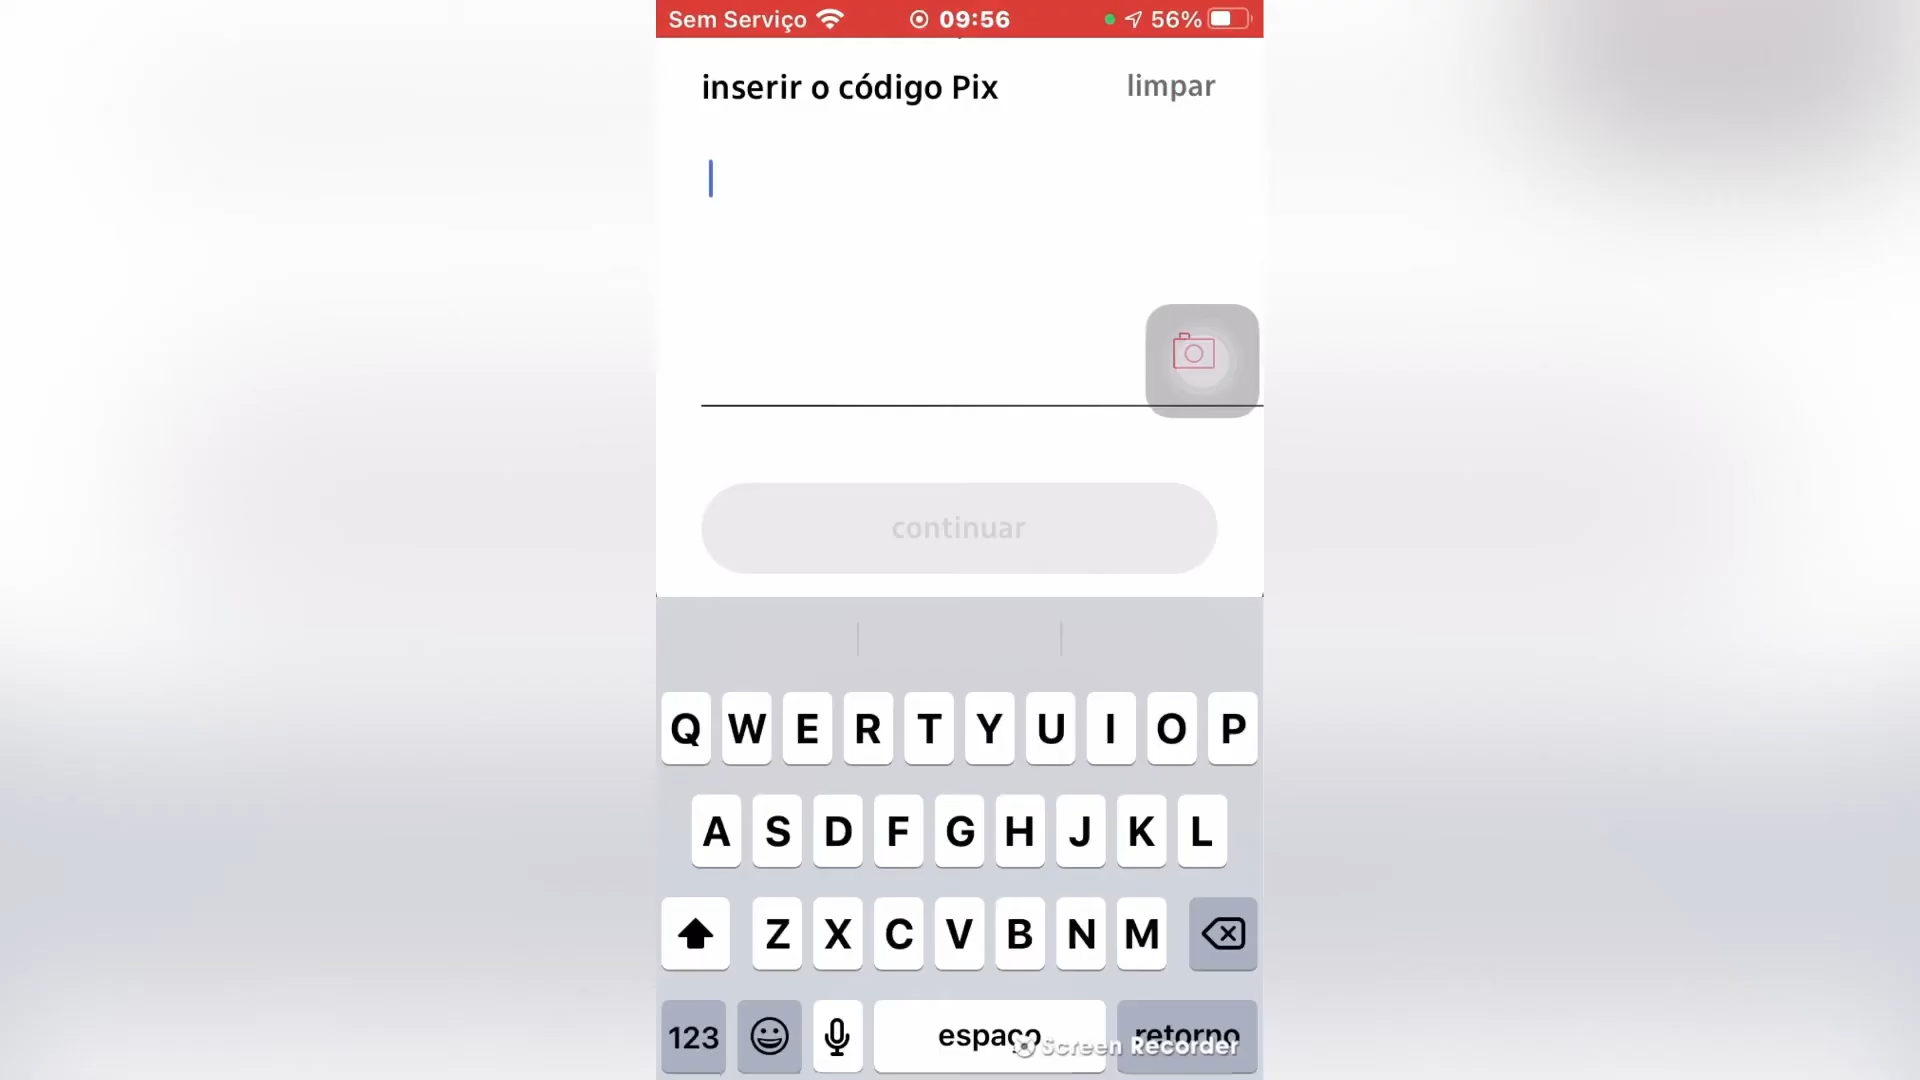 Sem Serviço 09:56 56%
inserir o código Pix limpar
continuar
Q W E R T Y U I O P
A S D F G H J K L
Z X C V B N M
123 espaço retorno
Screen Recorder